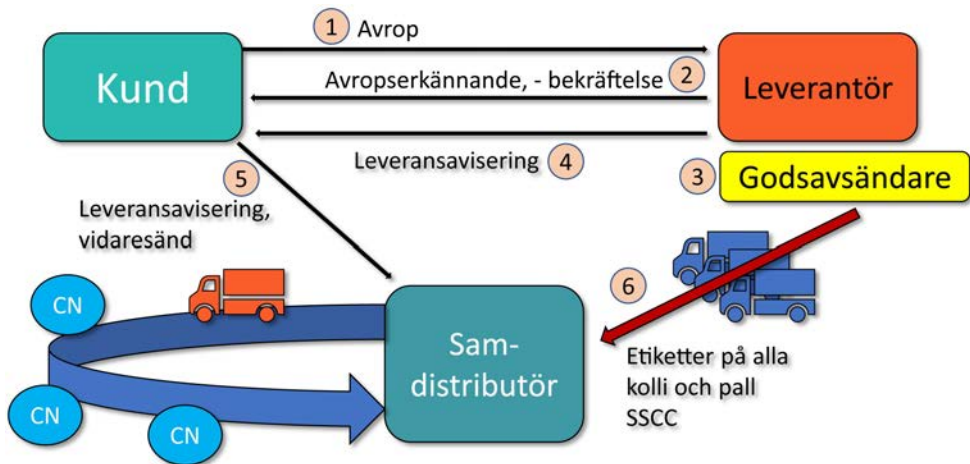 1 Avrop
Kund
Avropserkännande, - bekräftelse 2
Leverantör
Leveransavisering 4
3 Godsavsändare
5
Leveransavisering,
vidaresänd
CN
6
Sam-
distributör
Etiketter på alla
kolli och pall
SSCC
CN
CN